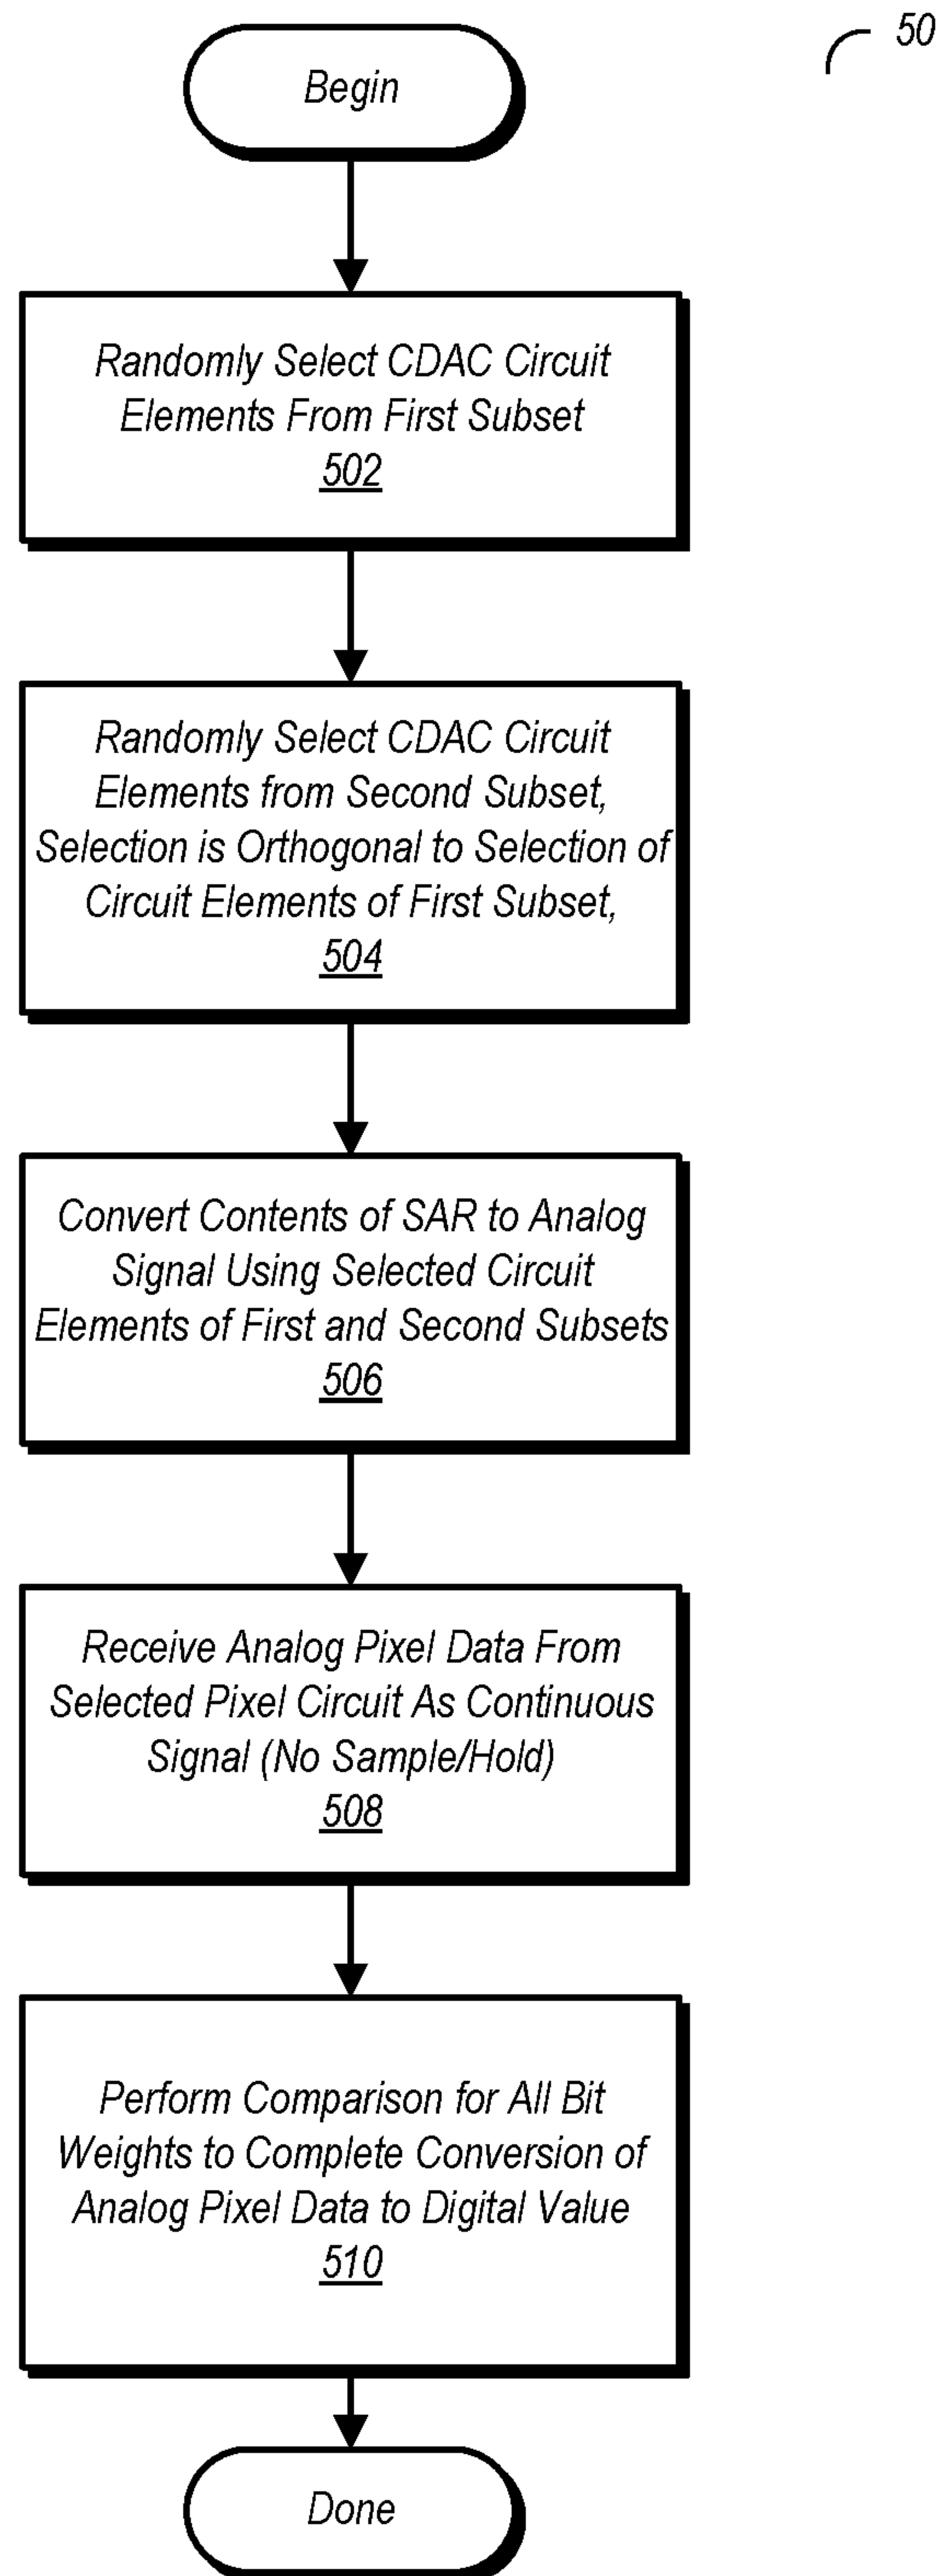 50
Begin
Randomly Select CDAC Circuit
Elements From First Subset
502
Randomly Select CDAC Circuit
Elements from Second Subset,
Selection is Orthogonal to Selection of
Circuit Elements of First Subset,
504
Convert Contents of SAR to Analog
Signal Using Selected Circuit
Elements of First and Second Subsets
506
Receive Analog Pixel Data From
Selected Pixel Circuit As Continuous
Signal (No Sample/Hold)
508
Perform Comparison for All Bit
Weights to Complete Conversion of
Analog Pixel Data to Digital Value
510
Done